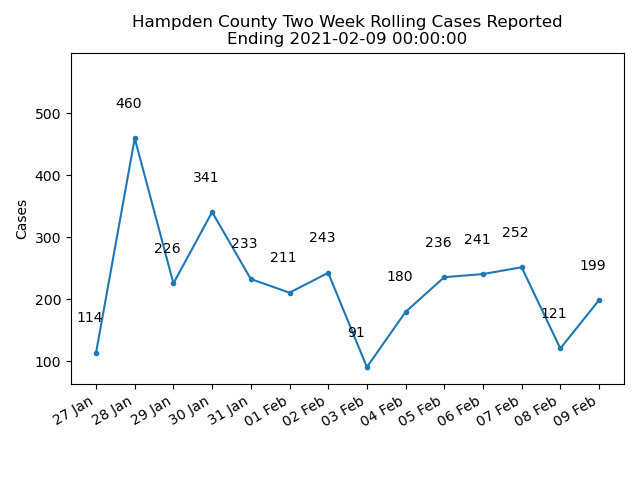 Hampden County Two Week Rolling Cases Reported
Ending 2021-02-09 00:00:00
Cases
500
400
300
200
100
114
460
226
341
233
211
243
91
180
236
241
252
121
199
27 Jan
28 Jan
29 Jan
30 Jan
31 Jan
01 Feb
02 Feb
03 Feb
04 Feb
05 Feb
06 Feb
07 Feb
08 Feb
09 Feb